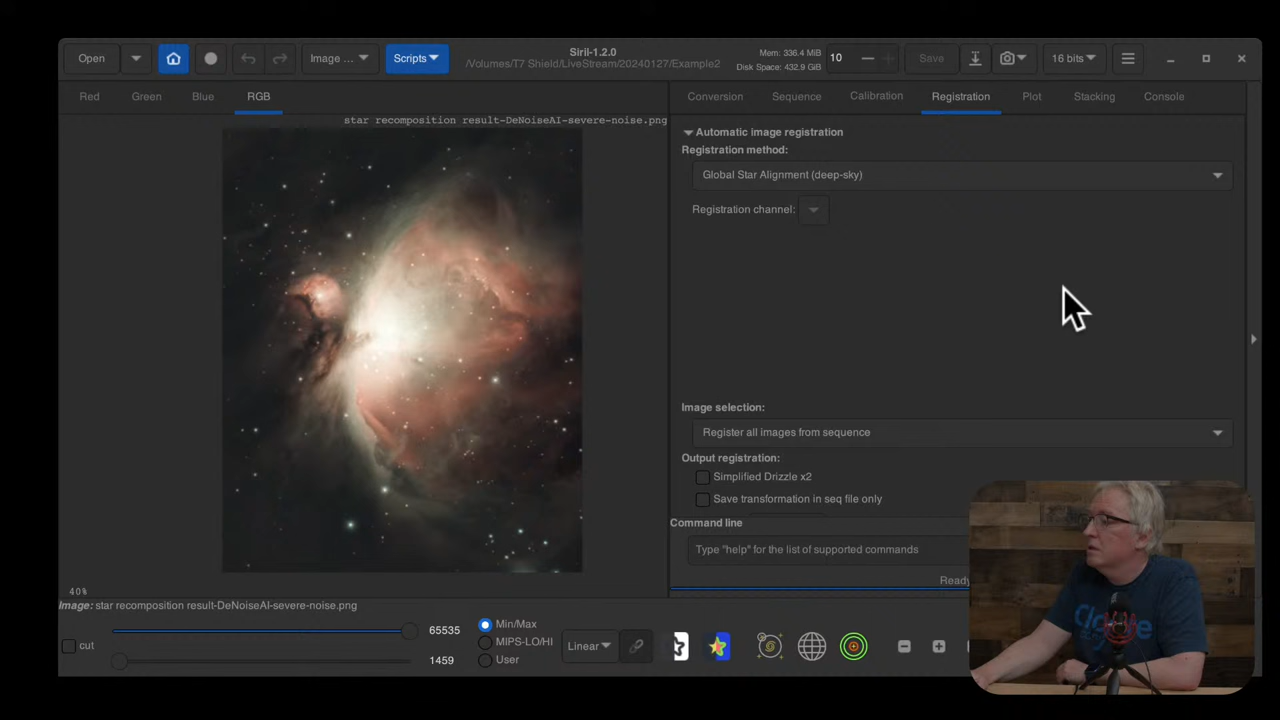 Open
Image ...
Scripts
Siril-1.2.0
/Volumes/T7 Shield/LiveStream/20240127/Example2
Mem: 336.4 MiB
Disk Space: 432.9 GiB
10
Save
16 bits
Red Green Blue RGB
Conversion Sequence Calibration Registration Plot Stacking Console
star recomposition result-DeNoiseAI-severe-noise.png
Automatic image registration
Registration method:
Global Star Alignment (deep-sky)
Registration channel:
Image selection:
Register all images from sequence
Output registration:
Simplified Drizzle x2
Save transformation in seq file only
Command line
Type "help" for the list of supported commands
40%
Image: star recomposition result-DeNoiseAI-severe-noise.png
cut
65535
1459
Min/Max
MIPS-LO/HI
User
Linear